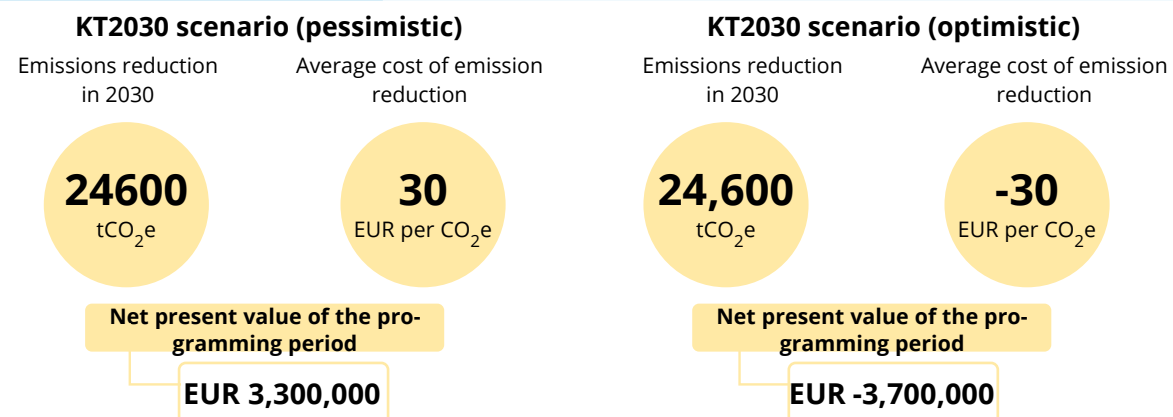 KT2030 scenario (pessimistic)
Emissions reduction
in 2030
Average cost of emission
reduction
24600
tCO₂e
30
EUR per CO₂e
Net present value of the pro-
gramming period
EUR 3,300,000
KT2030 scenario (optimistic)
Emissions reduction
in 2030
Average cost of emission
reduction
24,600
tCO₂e
-30
EUR per CO₂e
Net present value of the pro-
gramming period
EUR -3,700,000